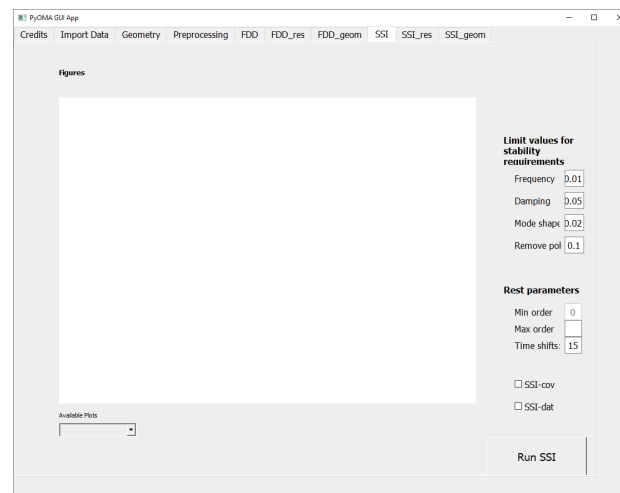 PyOMA GUI App
Credits Import Data Geometry Preprocessing FDD FDD_res FDD_geom SSI SSI_res SSI_geom
Figures
Limit values for
stability
requirements
Frequency 0.01
Damping 0.05
Mode shape 0.02
Remove pol 0.1
Rest parameters
Min order 0
Max order
Time shifts: 15
SSI-cov
SSI-dat
Available Plots
Run SSI